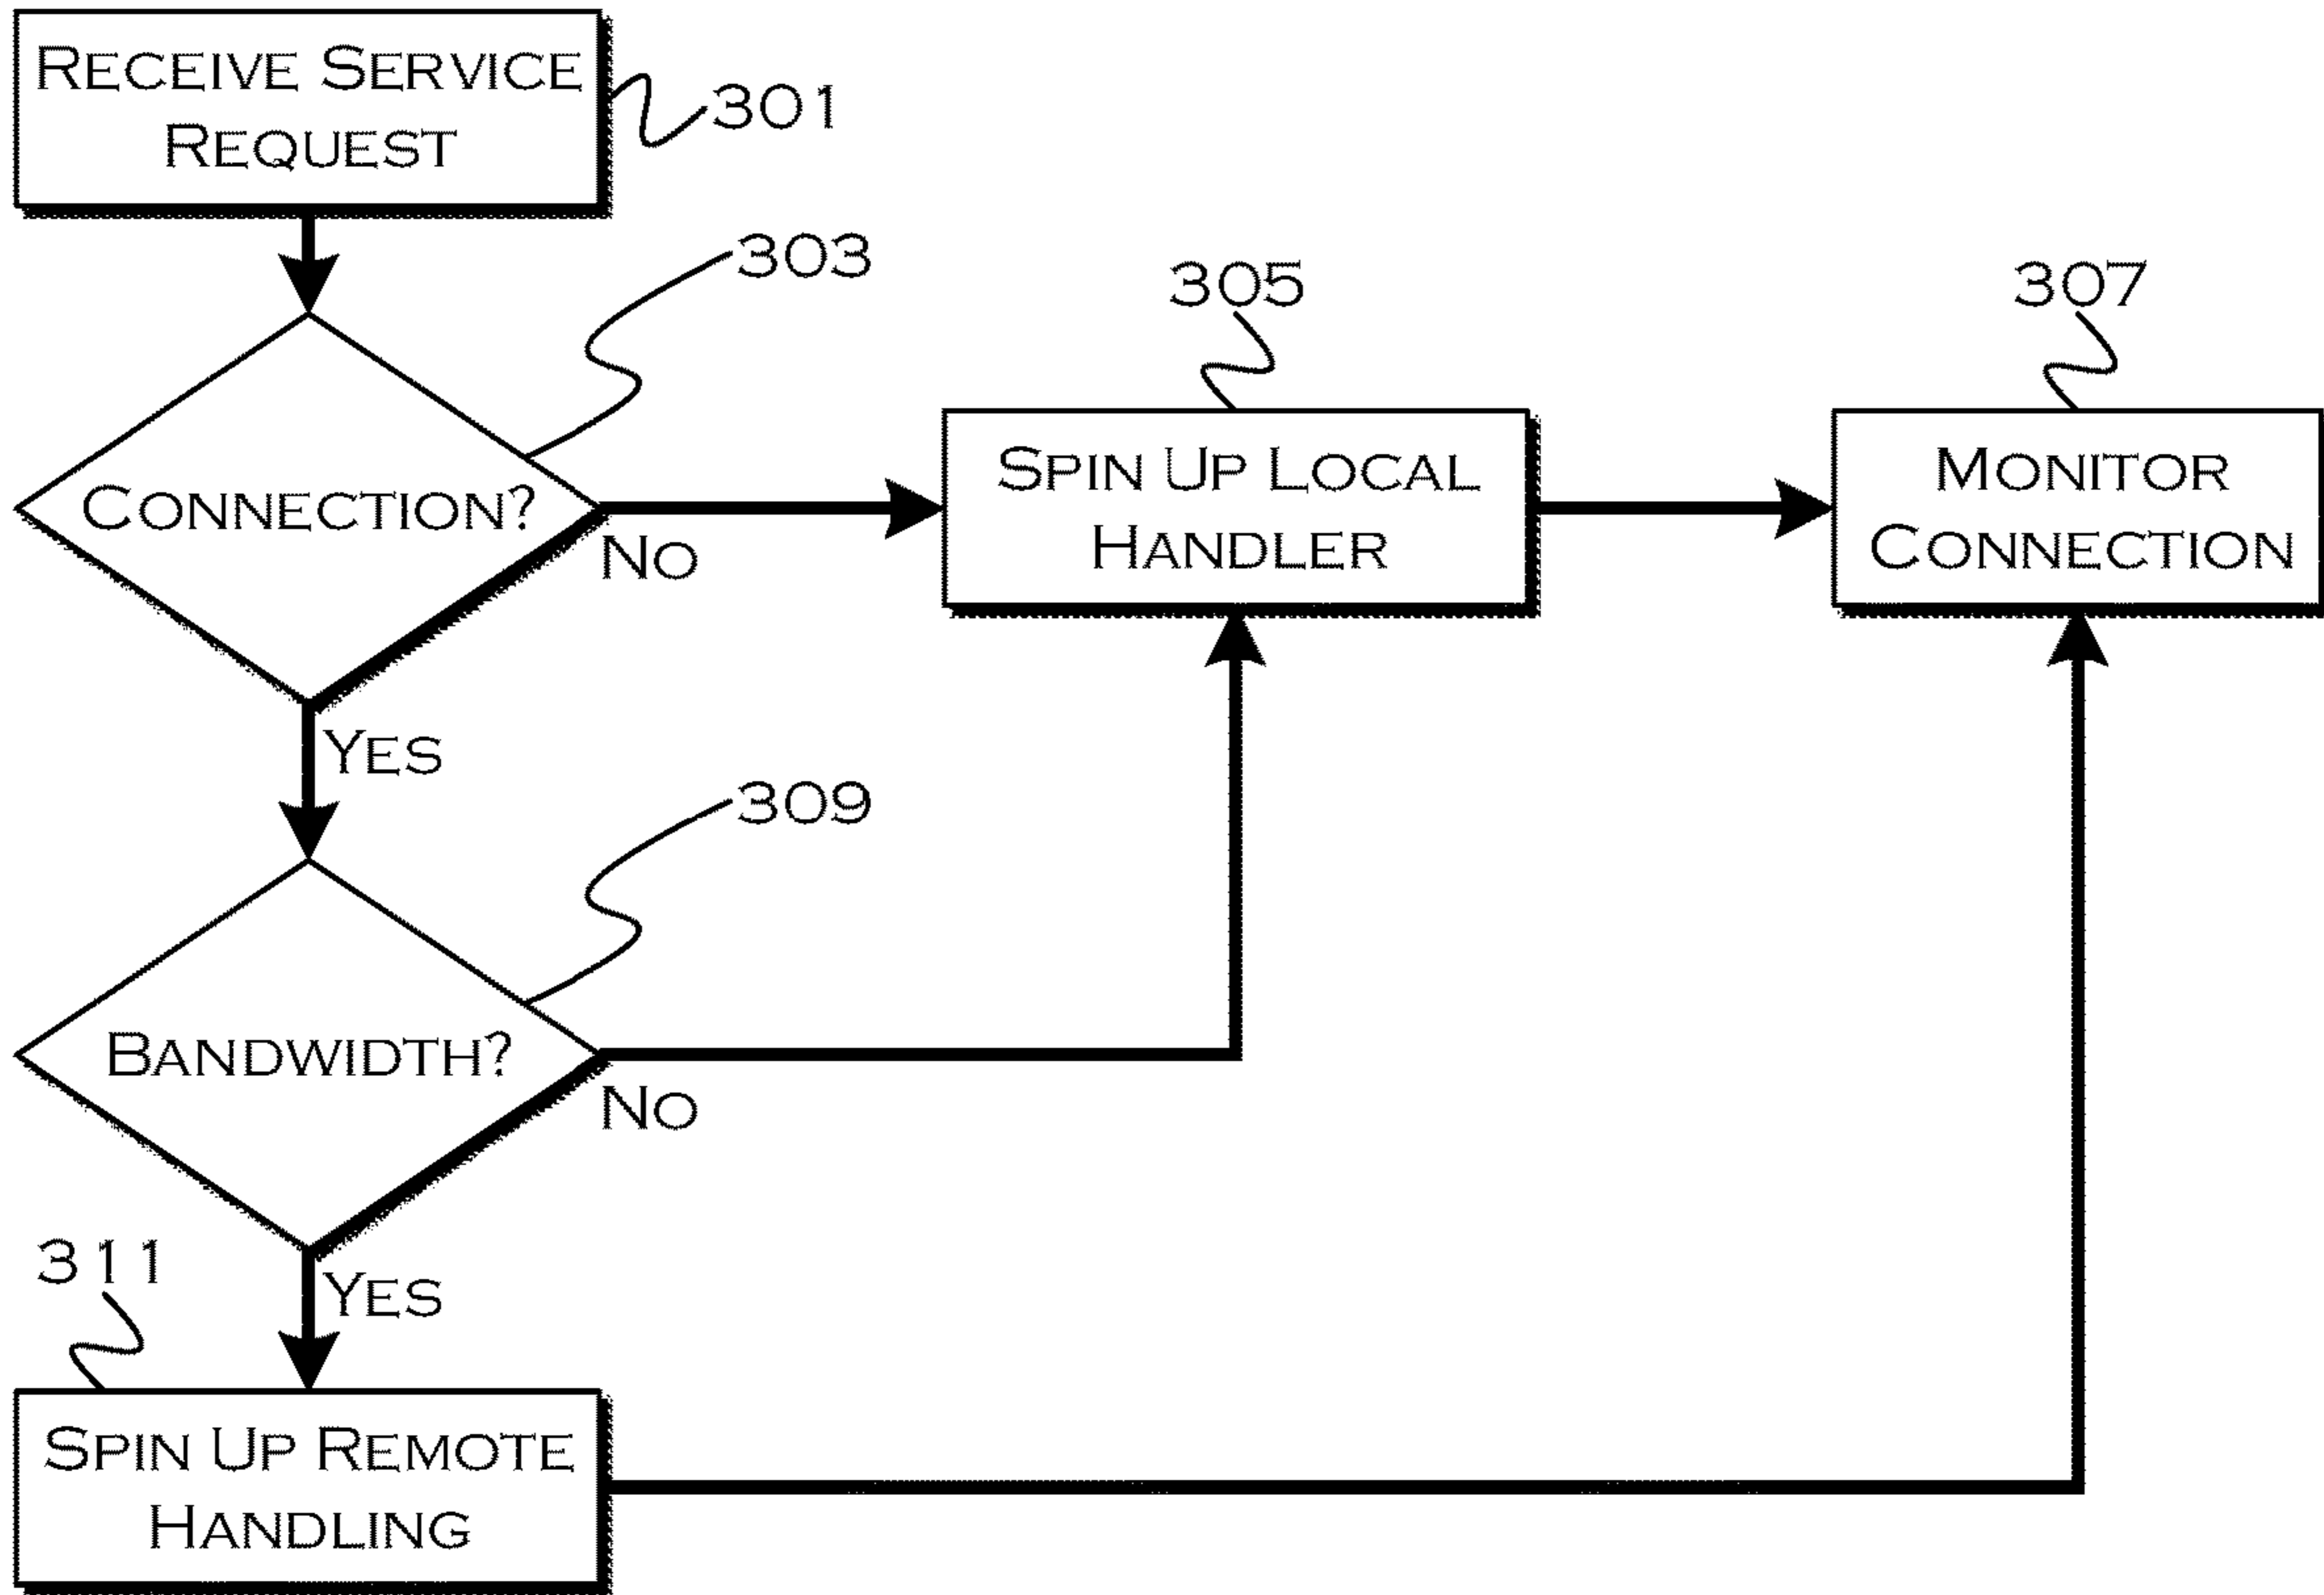 Receive Service
Request
301
303
305
307
Connection?
No
Spin Up Local
Handler
Monitor
Connection
Yes
309
Bandwidth?
No
311
Yes
Spin Up Remote
Handling